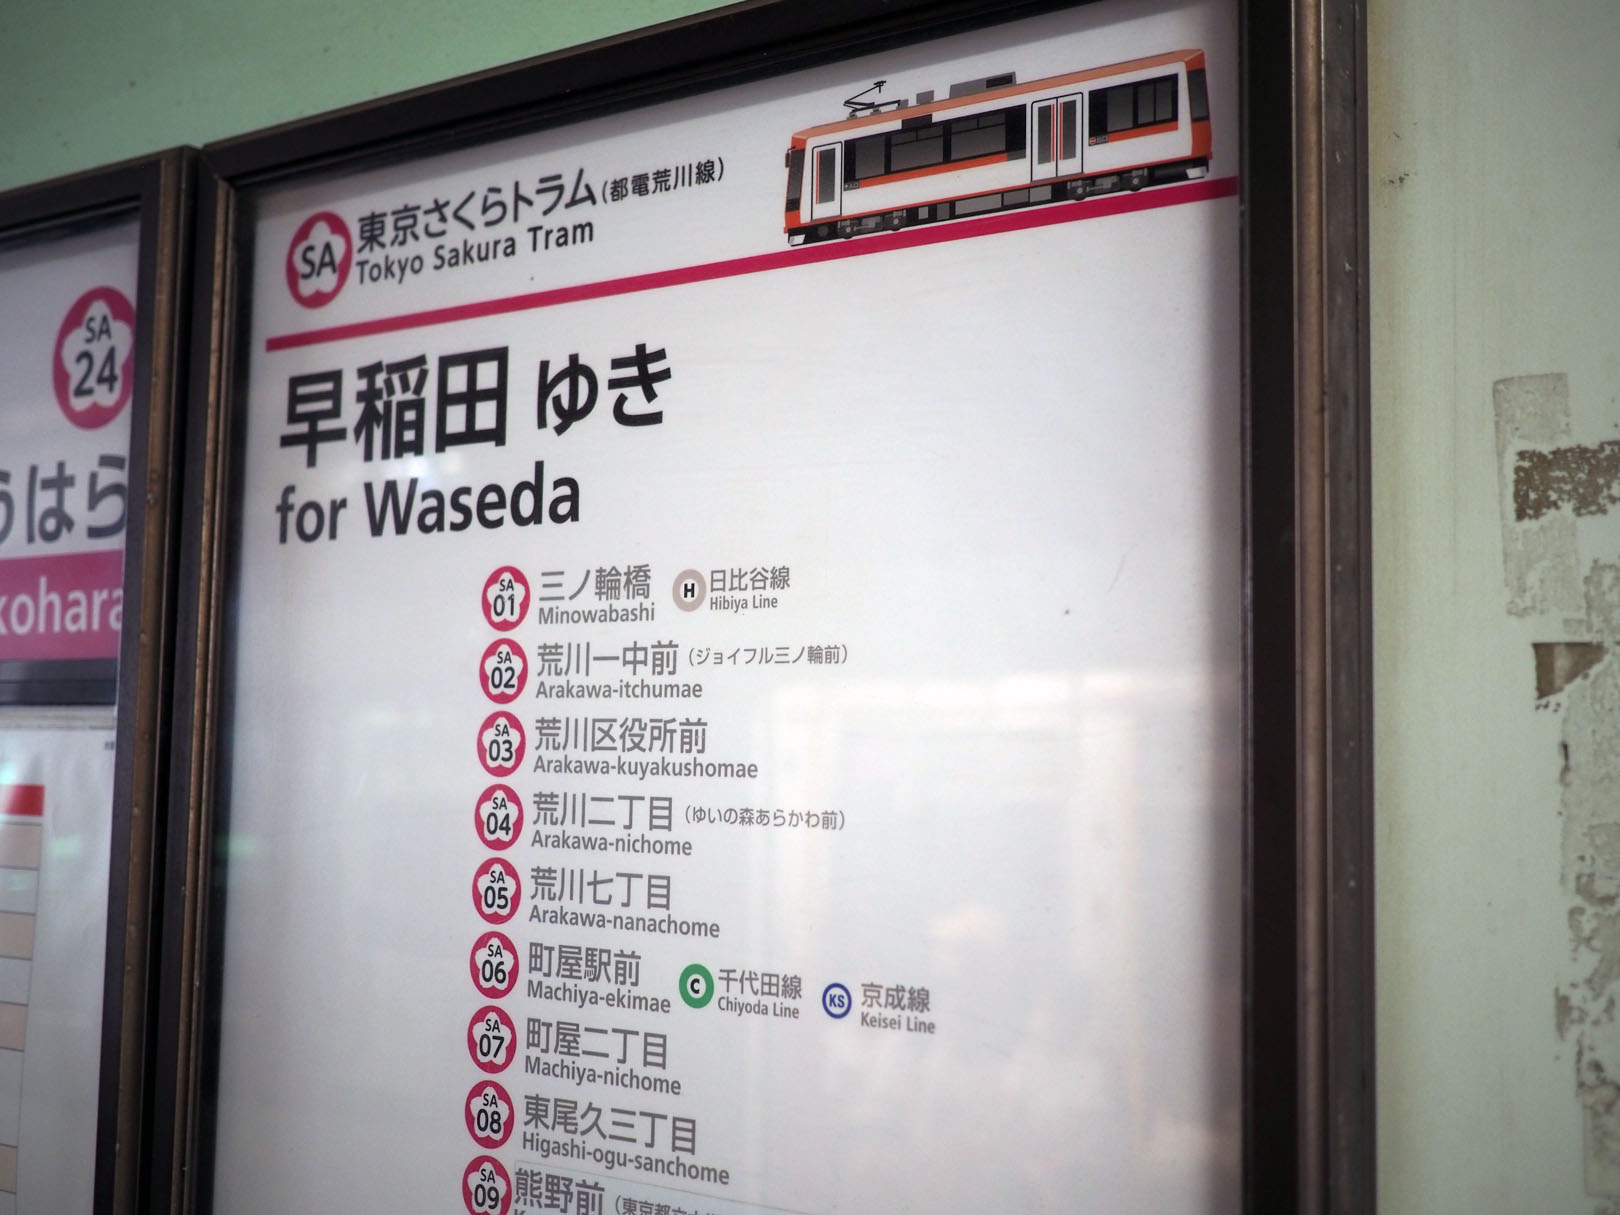 SA
24
うはら
kohara
SA 東京さくらトラム(都電荒川線)
Tokyo Sakura Tram
早稲田 ゆき
for Waseda
SA 01 三ノ輪橋 H 日比谷線
Minowabashi Hibiya Line
SA 02 荒川一中前 (ジョイフル三ノ輪前)
Arakawa-itchumae
SA 03 荒川区役所前
Arakawa-kuyakushomae
SA 04 荒川二丁目 (ゆいの森あらかわ前)
Arakawa-nichome
SA 05 荒川七丁目
Arakawa-nanachome
SA 06 町屋駅前 C 千代田線 KS 京成線
Machiya-ekimae Chiyoda Line Keisei Line
SA 07 町屋二丁目
Machiya-nichome
SA 08 東尾久三丁目
Higashi-ogu-sanchome
SA 09 熊野前